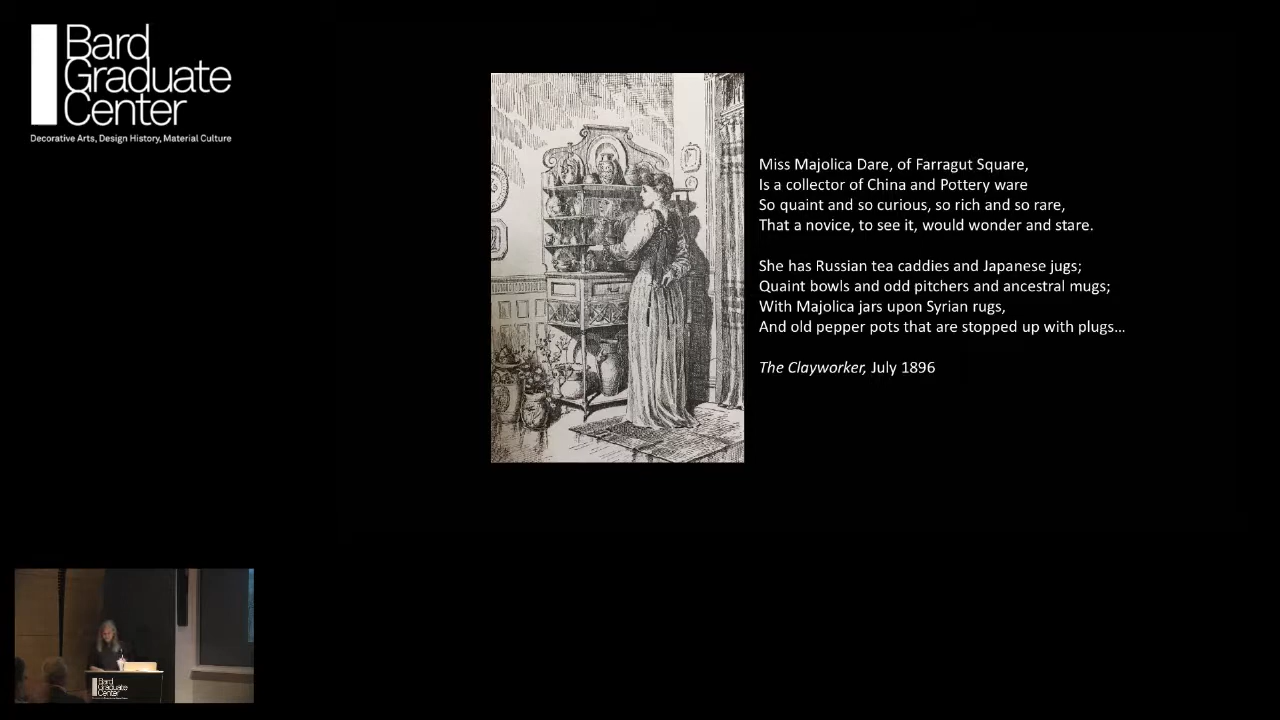 Bard
Graduate
Center
Decorative Arts, Design History, Material Culture
Miss Majolica Dare, of Farragut Square,
Is a collector of China and Pottery ware
So quaint and so curious, so rich and so rare,
That a novice, to see it, would wonder and stare.
She has Russian tea caddies and Japanese jugs;
Quaint bowls and odd pitchers and ancestral mugs;
With Majolica jars upon Syrian rugs,
And old pepper pots that are stopped up with plugs…
The Clayworker, July 1896
Bard
Graduate
Center